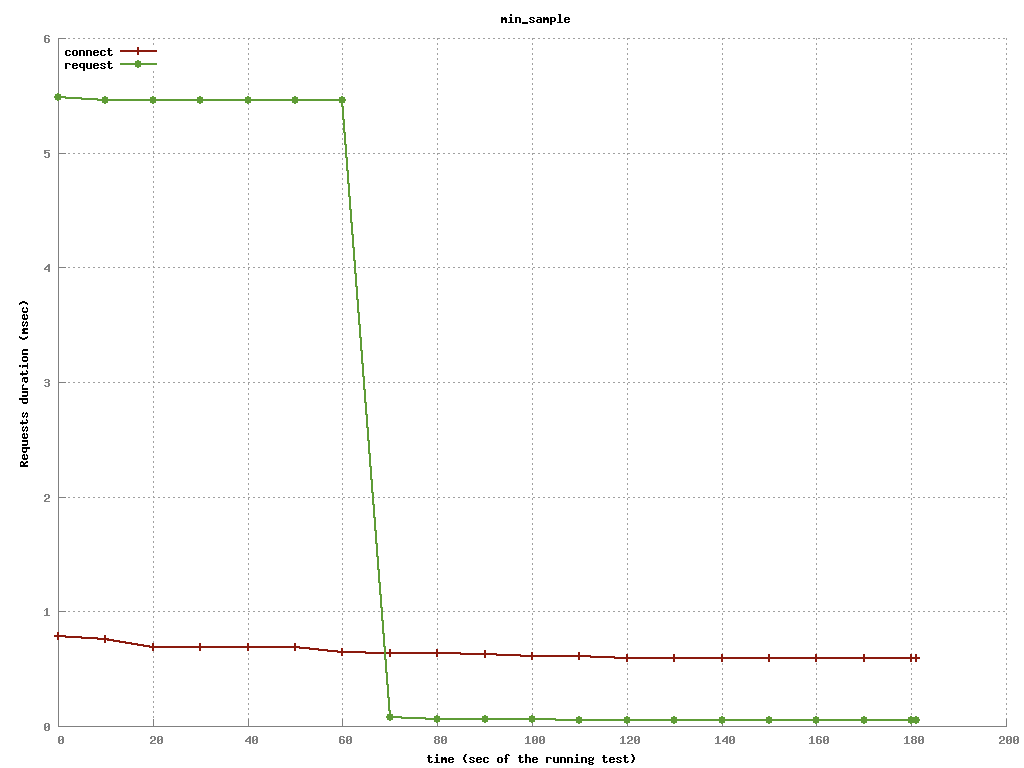 min_sample
connect
request
6
5
4
3
2
1
0
Requests duration (msec)
0 20 40 60 80 100 120 140 160 180 200
time (sec of the running test)